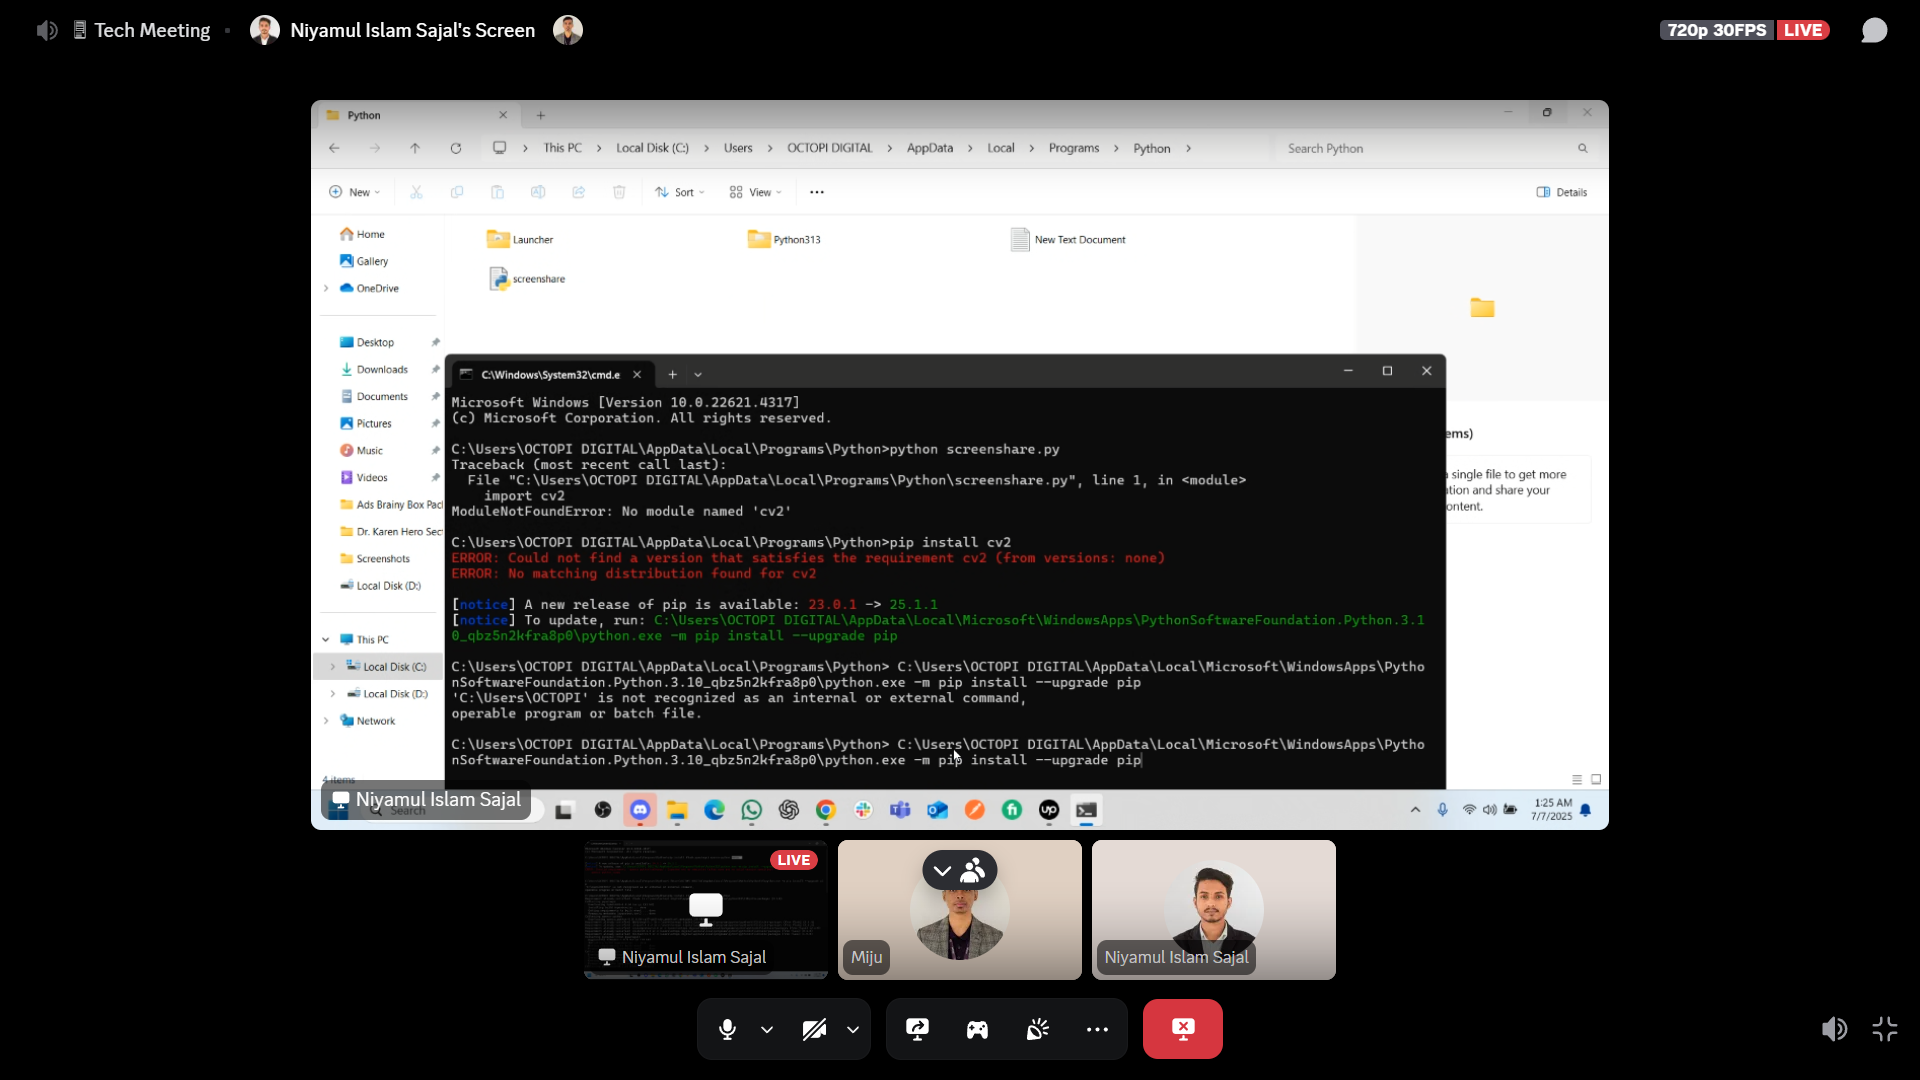 Tech Meeting
Niyamul Islam Sajal's Screen
720p 30FPS LIVE
Python
This PC > Local Disk (C:) > Users > OCTOPI DIGITAL > AppData > Local > Programs > Python >
Search Python
New
Sort
View
Details
Home
Gallery
OneDrive
Desktop
Downloads
Documents
Pictures
Music
Videos
Ads Brainy Box Pac
Dr. Karen Hero Sec
Screenshots
Local Disk (D:)
This PC
Local Disk (C:)
Local Disk (D:)
Network
4 items
Launcher
Python313
New Text Document
screenshare
ems)
single file to get more
tion and share your
ontent.
C:\Windows\System32\cmd.e
Microsoft Windows [Version 10.0.22621.4317]
(c) Microsoft Corporation. All rights reserved.
C:\Users\OCTOPI DIGITAL\AppData\Local\Programs\Python>python screenshare.py
Traceback (most recent call last):
File "C:\Users\OCTOPI DIGITAL\AppData\Local\Programs\Python\screenshare.py", line 1, in <module>
import cv2
ModuleNotFoundError: No module named 'cv2'
C:\Users\OCTOPI DIGITAL\AppData\Local\Programs\Python>pip install cv2
ERROR: Could not find a version that satisfies the requirement cv2 (from versions: none)
ERROR: No matching distribution found for cv2
[notice] A new release of pip is available: 23.0.1 -> 25.1.1
[notice] To update, run: C:\Users\OCTOPI DIGITAL\AppData\Local\Microsoft\WindowsApps\PythonSoftwareFoundation.Python.3.1
0_qbz5n2kfra8p0\python.exe -m pip install --upgrade pip
C:\Users\OCTOPI DIGITAL\AppData\Local\Programs\Python> C:\Users\OCTOPI DIGITAL\AppData\Local\Microsoft\WindowsApps\Pytho
nSoftwareFoundation.Python.3.10_qbz5n2kfra8p0\python.exe -m pip install --upgrade pip
'C:\Users\OCTOPI' is not recognized as an internal or external command,
operable program or batch file.
C:\Users\OCTOPI DIGITAL\AppData\Local\Programs\Python> C:\Users\OCTOPI DIGITAL\AppData\Local\Microsoft\WindowsApps\Pytho
nSoftwareFoundation.Python.3.10_qbz5n2kfra8p0\python.exe -m pip install --upgrade pip
Niyamul Islam Sajal
Search
up
1:25 AM
7/7/2025
LIVE
Niyamul Islam Sajal
Miju
Niyamul Islam Sajal